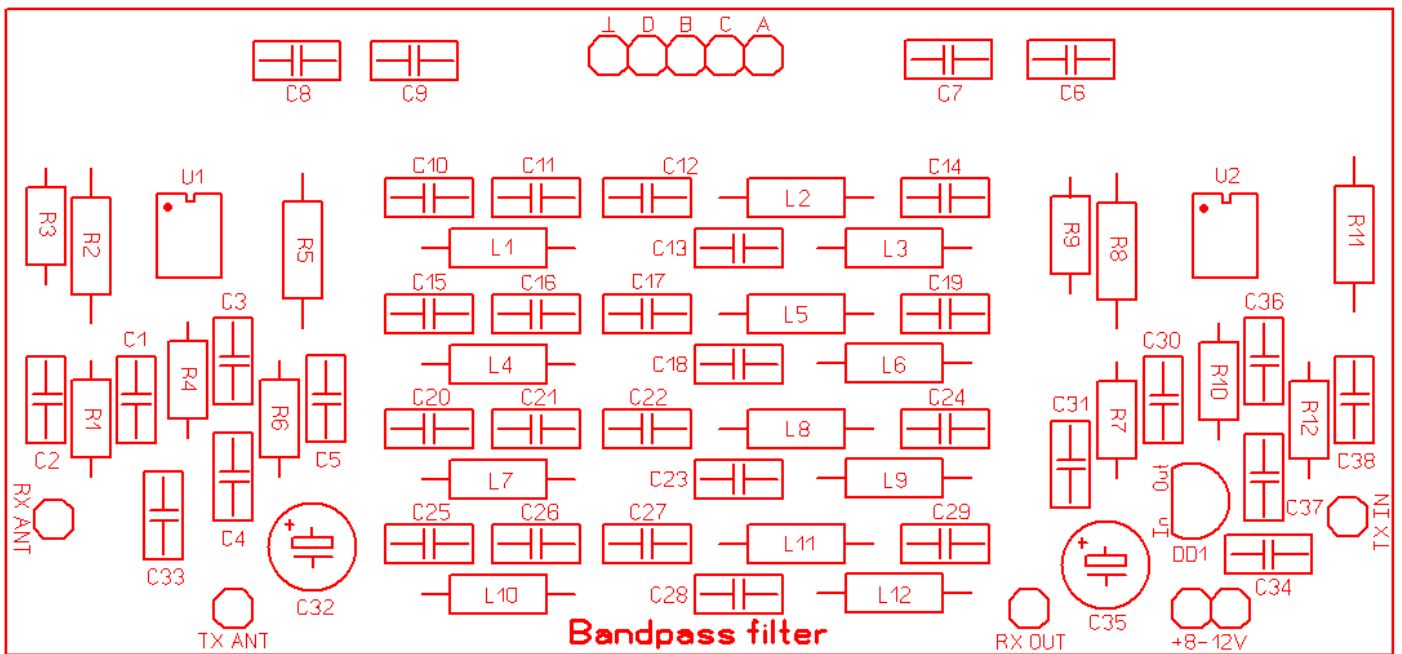 ⊥ D B C A
C8 C9 C7 C6
C10 C11 C12 C14
U1 L2 U2
R3 R2 R5 R9 R8 R11
L1 C13 L3
C15 C16 C17 C19
C3 L5 C36
C1 L4 C18 L6 C30
R4 R10
C20 C21 C22 C24 C31
R1 R6 L8 R7 R12
C2 C5 C38
L7 C23 L9
RX ANT Out TX IN
C37
C25 C26 C27 C29
C4 In
L11 DD1
C33 C34
L10 C28 L12
C32 C35
Bandpass filter
TX ANT RX OUT +8-12V